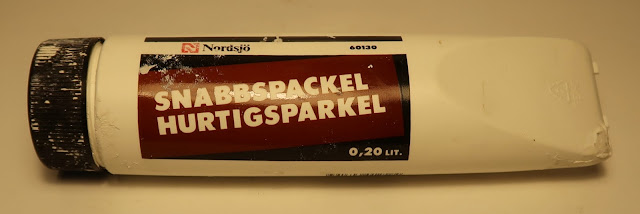 Nordsjö 60130
SNABBSPACKEL
HURTIGSPARKEL
0,20 LIT.